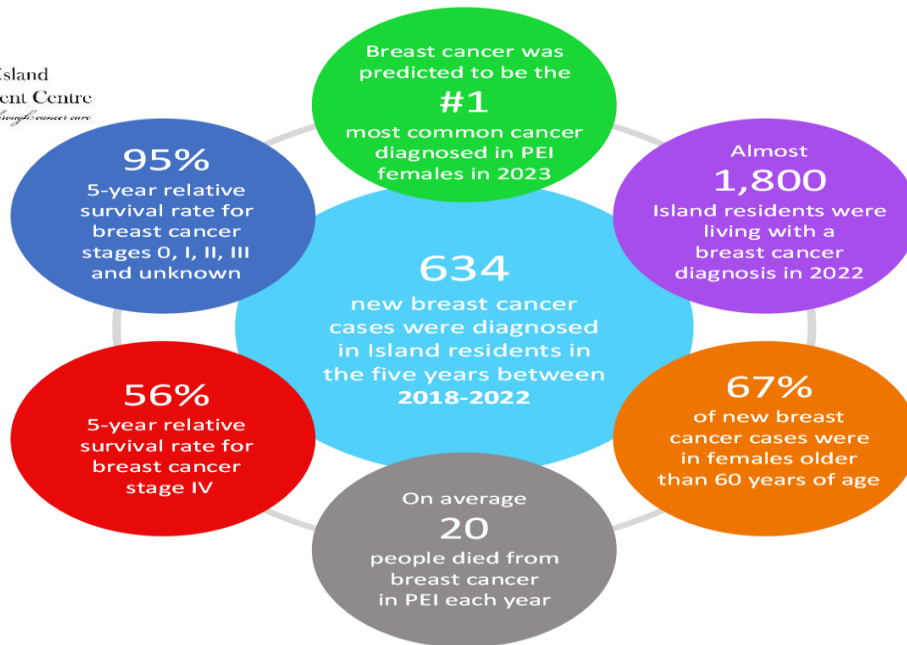 Island
ent Centre
through cancer care
Breast cancer was
predicted to be the
#1
most common cancer
diagnosed in PEI
females in 2023
95%
5-year relative
survival rate for
breast cancer
stages 0, I, II, III
and unknown
Almost
1,800
Island residents were
living with a
breast cancer
diagnosis in 2022
634
new breast cancer
cases were diagnosed
in Island residents in
the five years between
2018-2022
56%
5-year relative
survival rate for
breast cancer
stage IV
67%
of new breast
cancer cases were
in females older
than 60 years of age
On average
20
people died from
breast cancer
in PEI each year